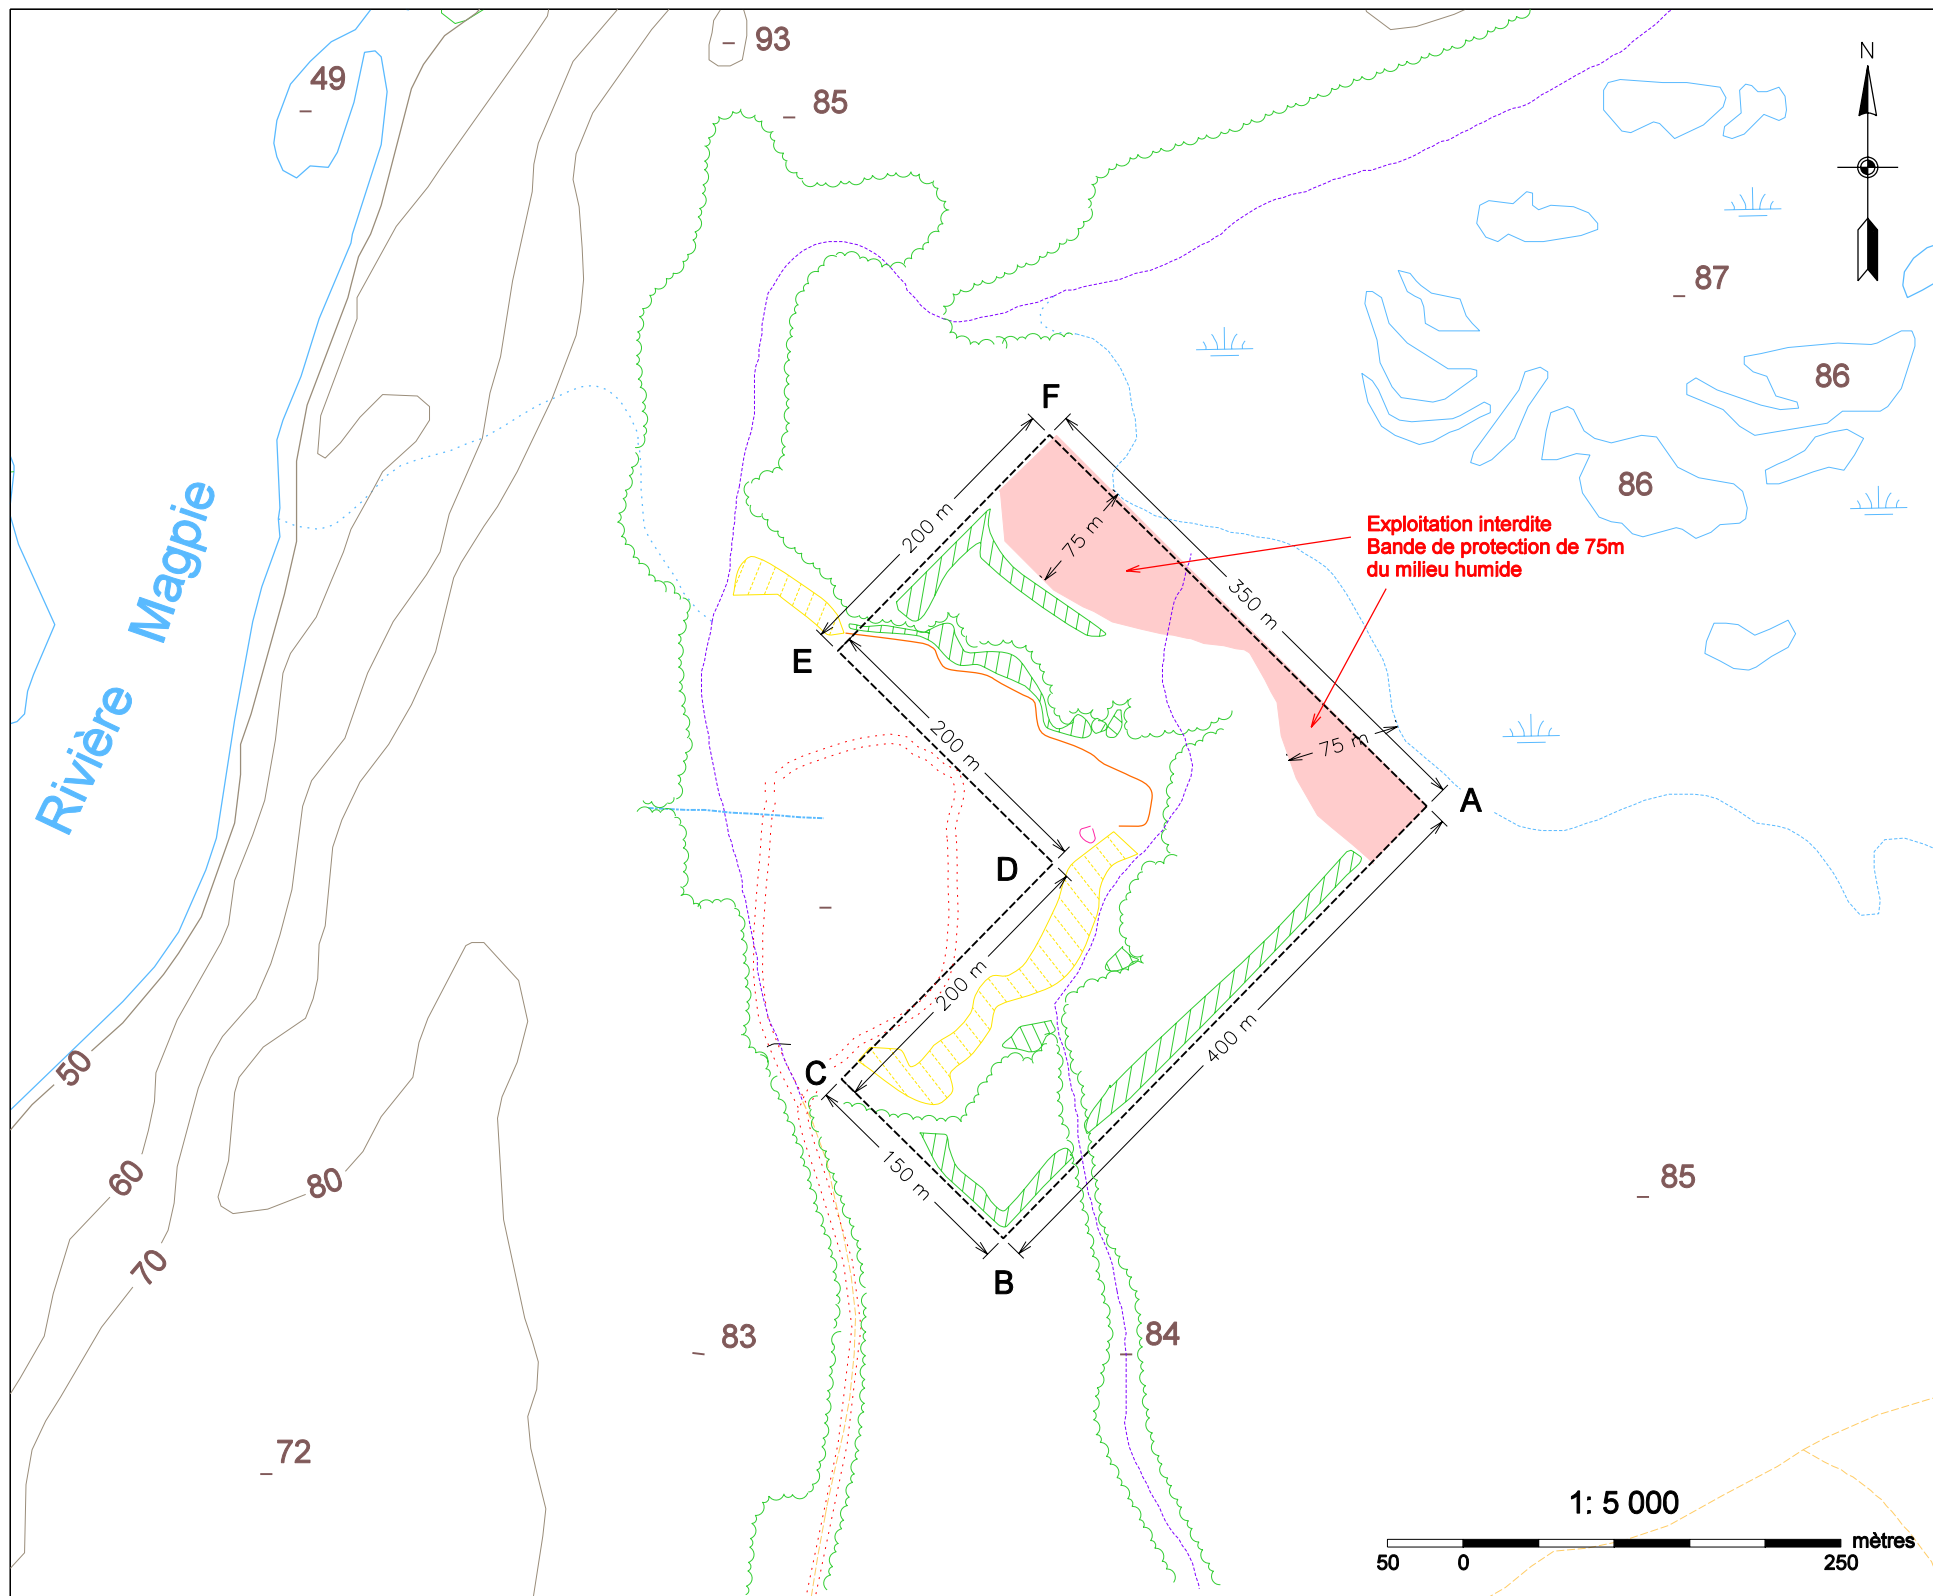 93
49
85
N
87
86
F
86
Rivière Magpie
Exploitation interdite
Bande de protection de 75m
du milieu humide
200 m
75 m
350 m
E
200 m
75 m
A
D
200 m
400 m
C
50
150 m
60
80
85
70
B
83
84
72
1: 5 000
mètres
50 0 250